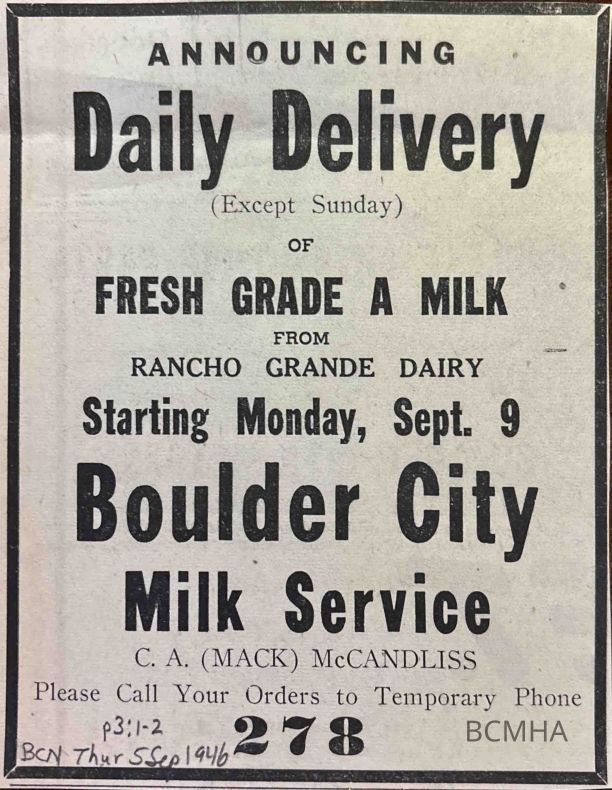 ANNOUNCING
Daily Delivery
(Except Sunday)
OF
FRESH GRADE A MILK
FROM
RANCHO GRANDE DAIRY
Starting Monday, Sept. 9
Boulder City
Milk Service
C. A. (MACK) McCANDLISS
Please Call Your Orders to Temporary Phone
278
p3:1-2
BCN Thur 5 Sep 1946
BCMHA